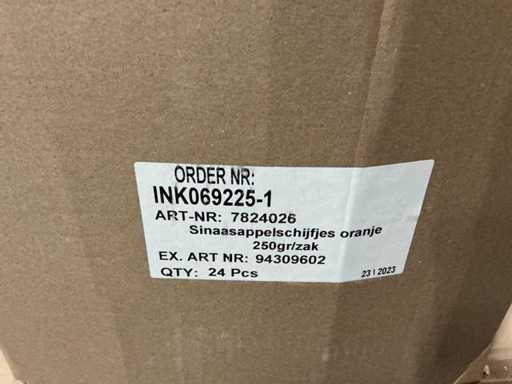 ORDER NR:
INK069225-1
ART-NR: 7824026
Sinaasappelschijfjes oranje
250gr/zak
EX. ART NR: 94309602
QTY: 24 Pcs
23 | 2023